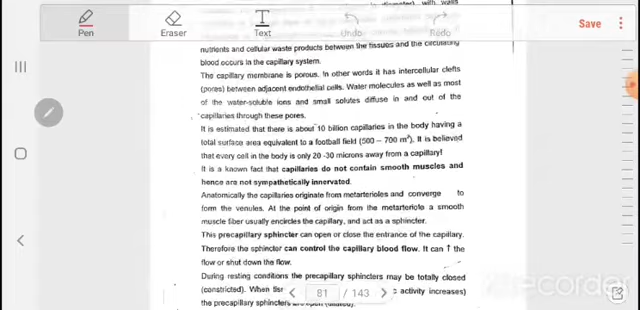 Pen
Eraser
Text
Undo
Redo
Save
nutrients and cellular waste products between the tissues and the circulating
blood occurs in the capillary system.
The capillary membrane is porous. In other words it has intercellular clefts
(pores) between adjacent endothelial cells. Water molecules as well as most
of the water-soluble ions and small solutes diffuse in and out of the
capillaries through these pores.
It is estimated that there is about 10 billion capillaries in the body having a
total surface area equivalent to a football field (500 – 700 m²). It is believed
that every cell in the body is only 20 -30 microns away from a capillary!
It is a known fact that capillaries do not contain smooth muscles and
hence are not sympathetically innervated.
Anatomically the capillaries originate from metarterioles and converge to
form the venules. At the point of origin from the metarteriole a smooth
muscle fiber usually encircles the capillary, and act as a sphincter.
This precapillary sphincter can open or close the entrance of the capillary.
Therefore the sphincter can control the capillary blood flow. It can ↑ the
flow or shut down the flow.
During resting conditions the precapillary sphincters may be totally closed
(constricted). When activity increases)
81 / 143
the precapillary sphincters
recorder